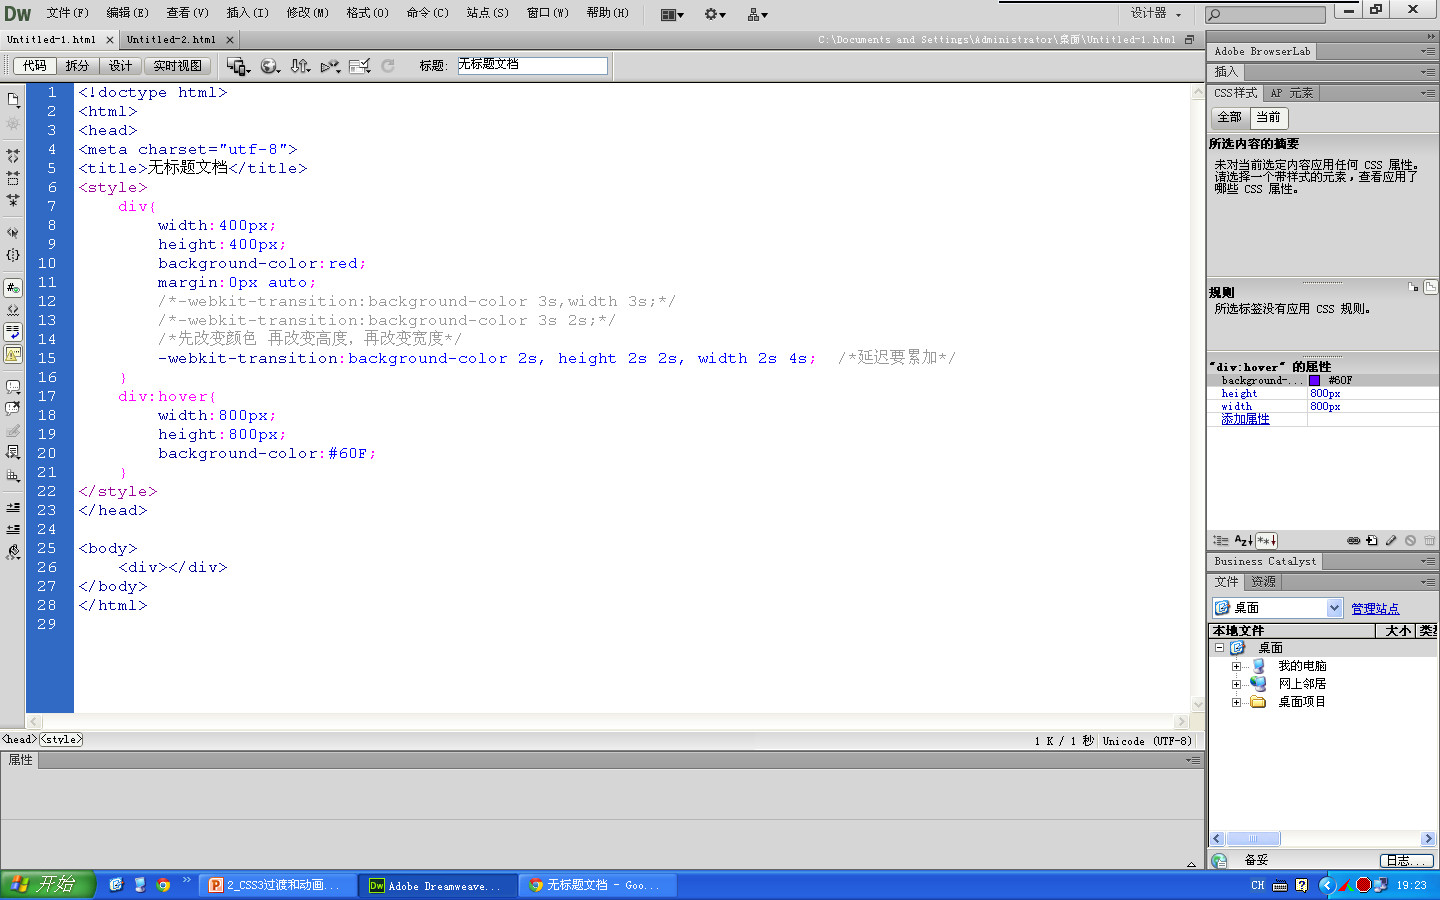 Dw 文件(F) 编辑(E) 查看(V) 插入(I) 修改(M) 格式(O) 命令(C) 站点(S) 窗口(W) 帮助(H) 设计器
Untitled-1.html Untitled-2.html C:\Documents and Settings\Administrator\桌面\Untitled-1.html
代码 拆分 设计 实时视图 标题: 无标题文档
1 <!doctype html>
2 <html>
3 <head>
4 <meta charset="utf-8">
5 <title>无标题文档</title>
6 <style>
7 div{
8 width:400px;
9 height:400px;
10 background-color:red;
11 margin:0px auto;
12 /*-webkit-transition:background-color 3s,width 3s;*/
13 /*-webkit-transition:background-color 3s 2s;*/
14 /*先改变颜色 再改变高度，再改变宽度*/
15 -webkit-transition:background-color 2s, height 2s 2s, width 2s 4s; /*延迟要累加*/
16 }
17 div:hover{
18 width:800px;
19 height:800px;
20 background-color:#60F;
21 }
22 </style>
23 </head>
24
25 <body>
26 <div></div>
27 </body>
28 </html>
29
<head> <style> 1 K / 1 秒 Unicode (UTF-8)
属性
Adobe BrowserLab
插入
CSS样式 AP 元素
全部 当前
所选内容的摘要
未对当前选定内容应用任何 CSS 属性。
请选择一个带样式的元素，查看应用了
哪些 CSS 属性。
规则
所选标签没有应用 CSS 规则。
"div:hover" 的属性
background-... #60F
height 800px
width 800px
添加属性
Business Catalyst
文件 资源
桌面 管理站点
本地文件 大小 类型
桌面
我的电脑
网上邻居
桌面项目
备妥 日志...
开始 2_CSS3过渡和动画... Adobe Dreamweave... 无标题文档 - Goo... CH 19:23